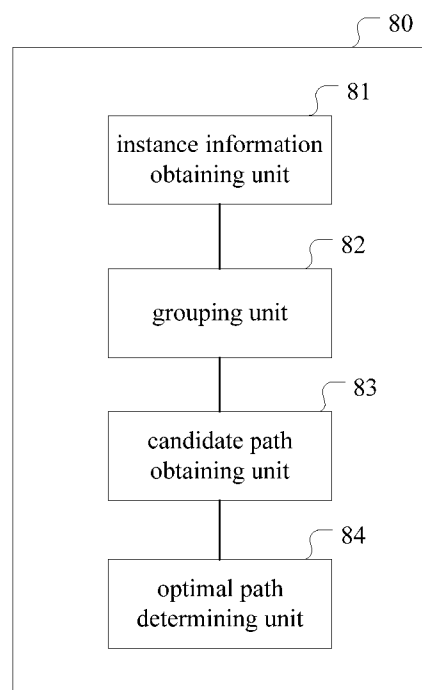 80
81
instance information
obtaining unit
82
grouping unit
83
candidate path
obtaining unit
84
optimal path
determining unit